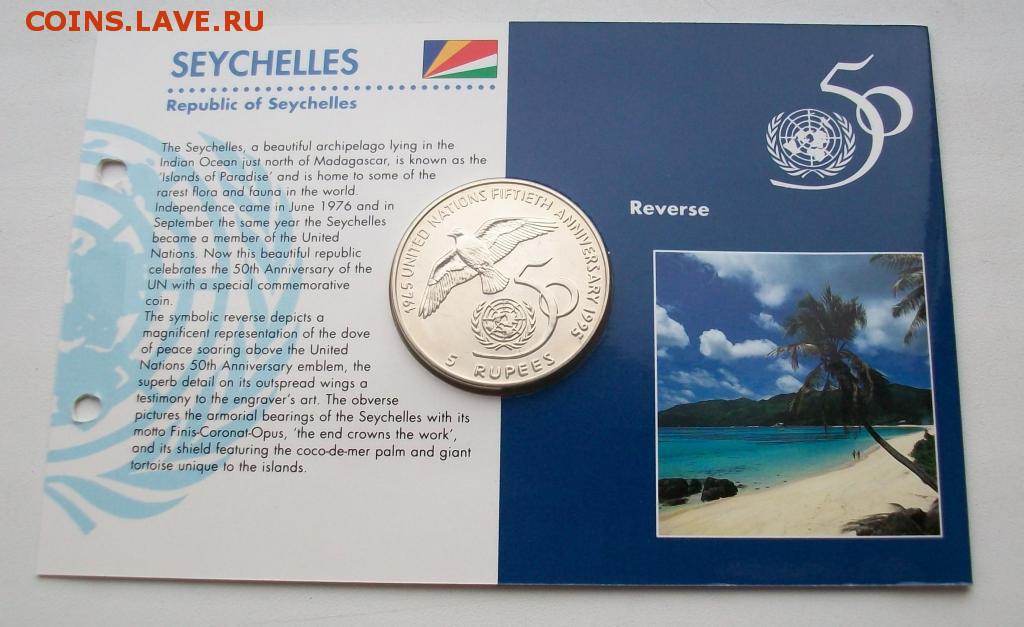 COINS.LAVE.RU
SEYCHELLES
Republic of Seychelles
The Seychelles, a beautiful archipelago lying in the
Indian Ocean just north of Madagascar, is known as the
'Islands of Paradise' and is home to some of the
rarest flora and fauna in the world.
Independence came in June 1976 and in
September the same year the Seychelles
became a member of the United
Nations. Now this beautiful republic
celebrates the 50th Anniversary of the
UN with a special commemorative
coin.
The symbolic reverse depicts a
magnificent representation of the dove
of peace soaring above the United
Nations 50th Anniversary emblem, the
superb detail on its outspread wings a
testimony to the engraver's art. The obverse
pictures the armorial bearings of the Seychelles with its
motto Finis-Coronat-Opus, 'the end crowns the work',
and its shield featuring the coco-de-mer palm and giant
tortoise unique to the islands.
1945 UNITED NATIONS FIFTIETH ANNIVERSARY 1995
50
5 RUPEES
50
Reverse